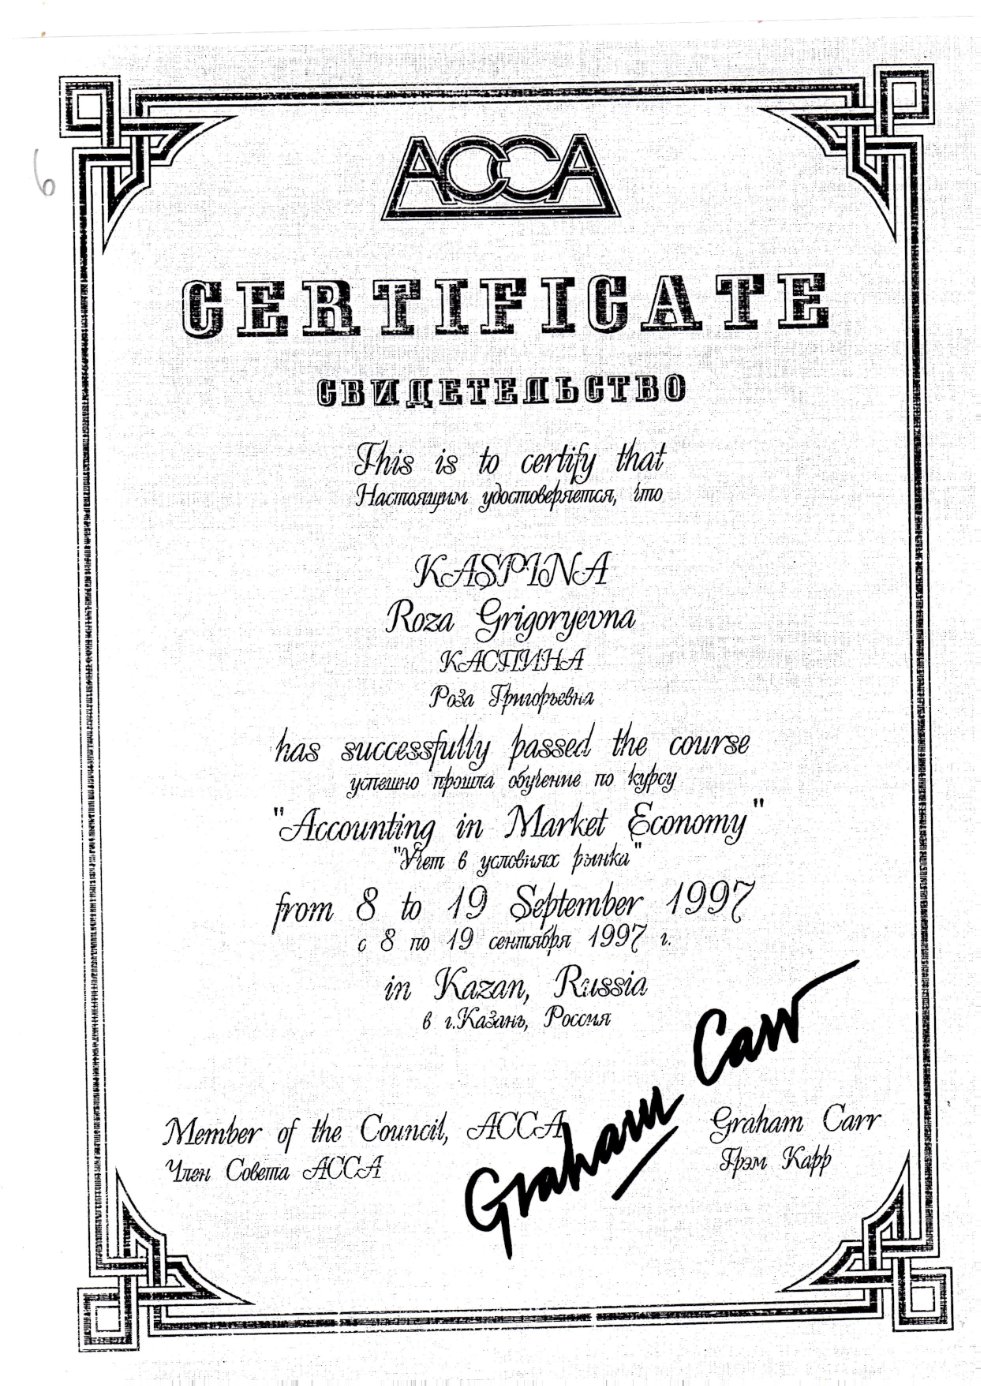 6
ACCA
CERTIFICATE
СВИДЕТЕЛЬСТВО
This is to certify that
Настоящим удостоверяется, что
KASPINA
Roza Grigoryevna
КАСПИНА
Роза Григорьевна
has successfully passed the course
успешно прошла обучение по курсу
"Accounting in Market Economy"
"Учет в условиях рынка"
from 8 to 19 September 1997
с 8 по 19 сентября 1997 г.
in Kazan, Russia
в г.Казань, Россия
Graham Carr
Member of the Council, ACCA
Graham Carr
Член Совета ACCA
Грэм Карр